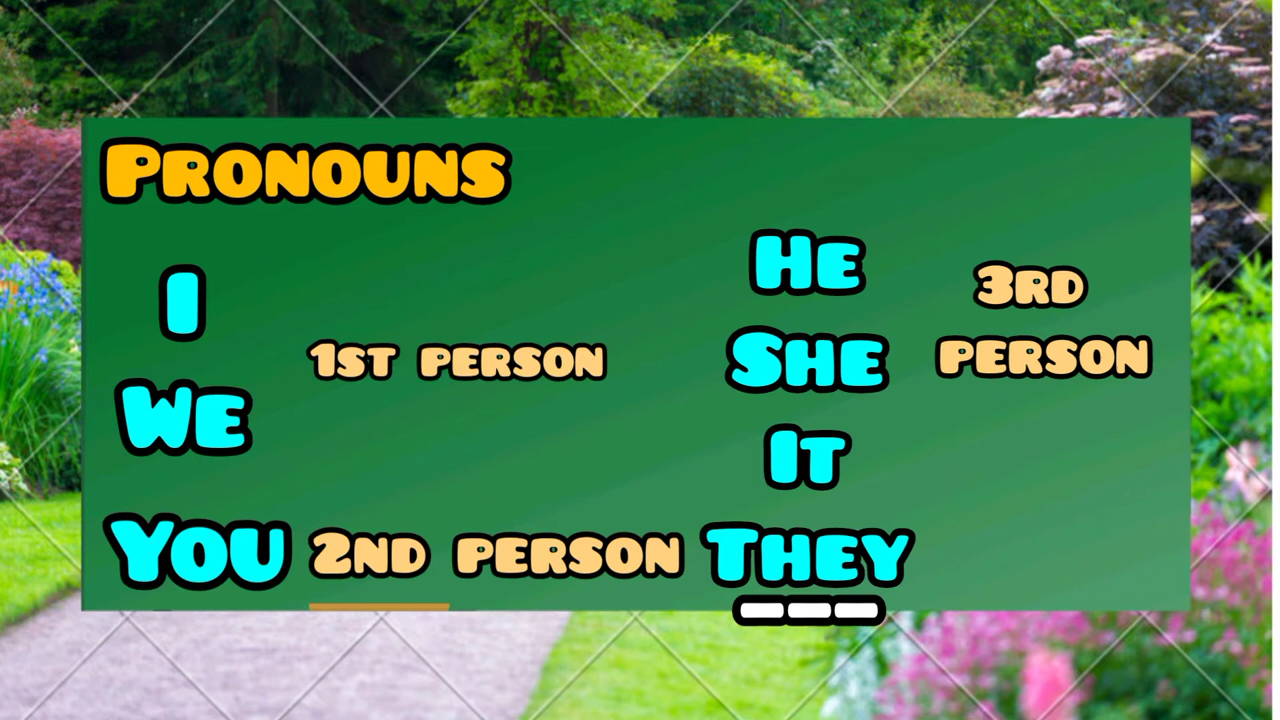 Pronouns
I
We
1st person
You 2nd person
He
She
It
They
3rd
person